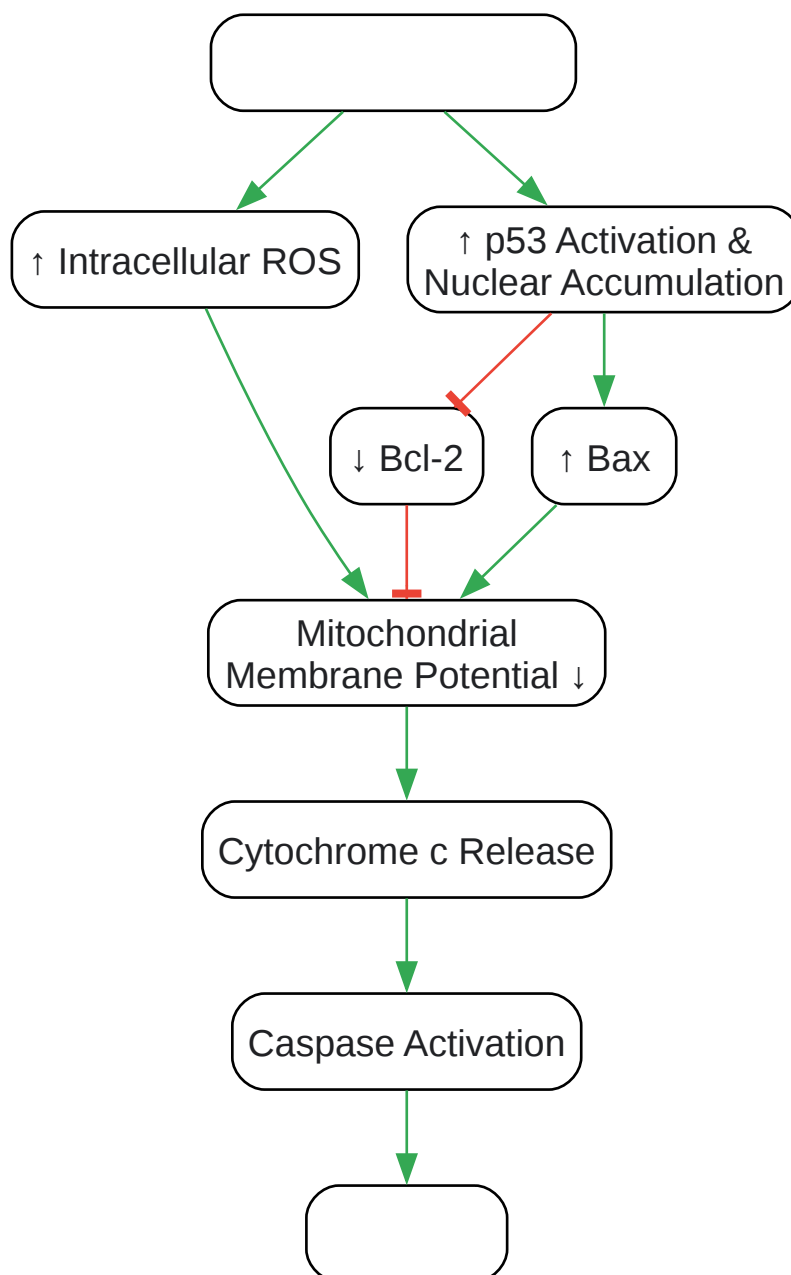 ↑ Intracellular ROS
↑ p53 Activation &
Nuclear Accumulation
↓ Bcl-2
↑ Bax
Mitochondrial
Membrane Potential ↓
Cytochrome c Release
Caspase Activation